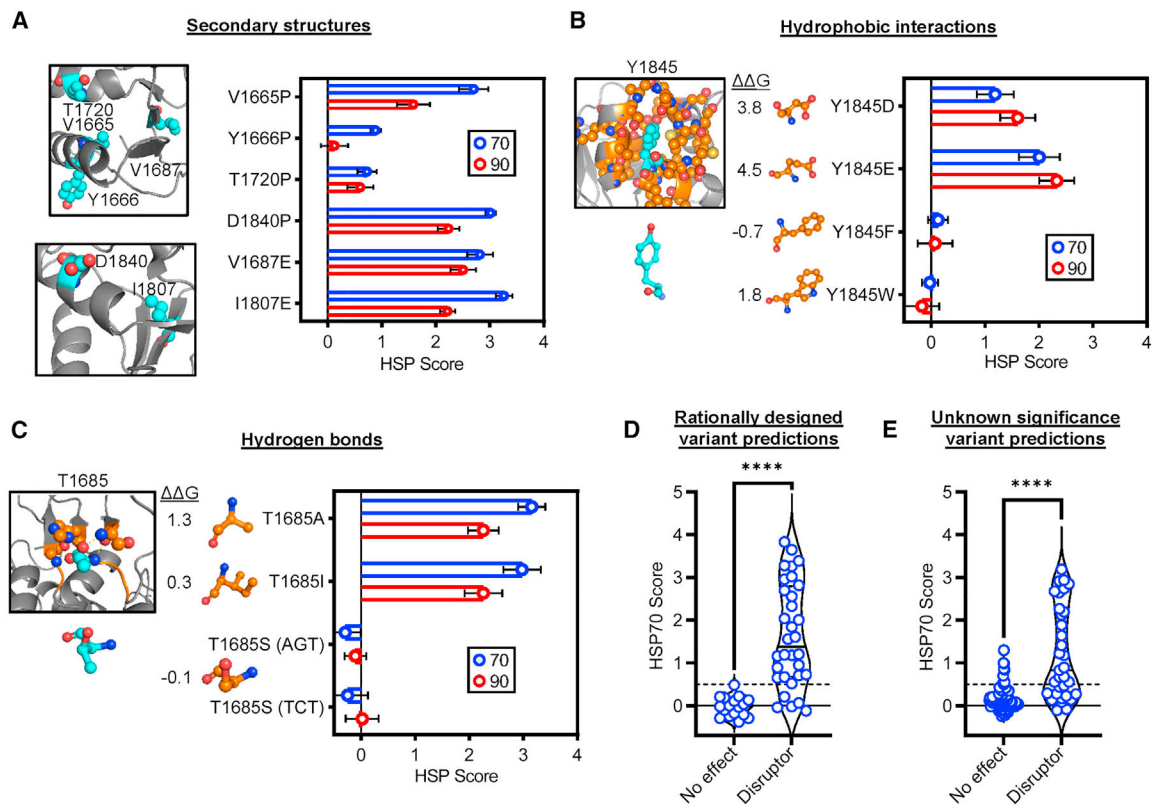 A
Secondary structures
T1720
V1665
V1687
Y1666
D1840
I1807
V1665P
Y1666P
T1720P
D1840P
V1687E
I1807E
70
90
0 1 2 3 4
HSP Score
B
Hydrophobic interactions
Y1845
ΔΔG
3.8
4.5
-0.7
1.8
Y1845D
Y1845E
Y1845F
Y1845W
70
90
0 1 2 3 4
HSP Score
C
Hydrogen bonds
T1685
ΔΔG
1.3
0.3
-0.1
T1685A
T1685I
T1685S (AGT)
T1685S (TCT)
70
90
0 1 2 3 4
HSP Score
D
Rationally designed
variant predictions
****
5
4
3
2
1
0
HSP70 Score
No effect
Disruptor
E
Unknown significance
variant predictions
****
5
4
3
2
1
0
HSP70 Score
No effect
Disruptor